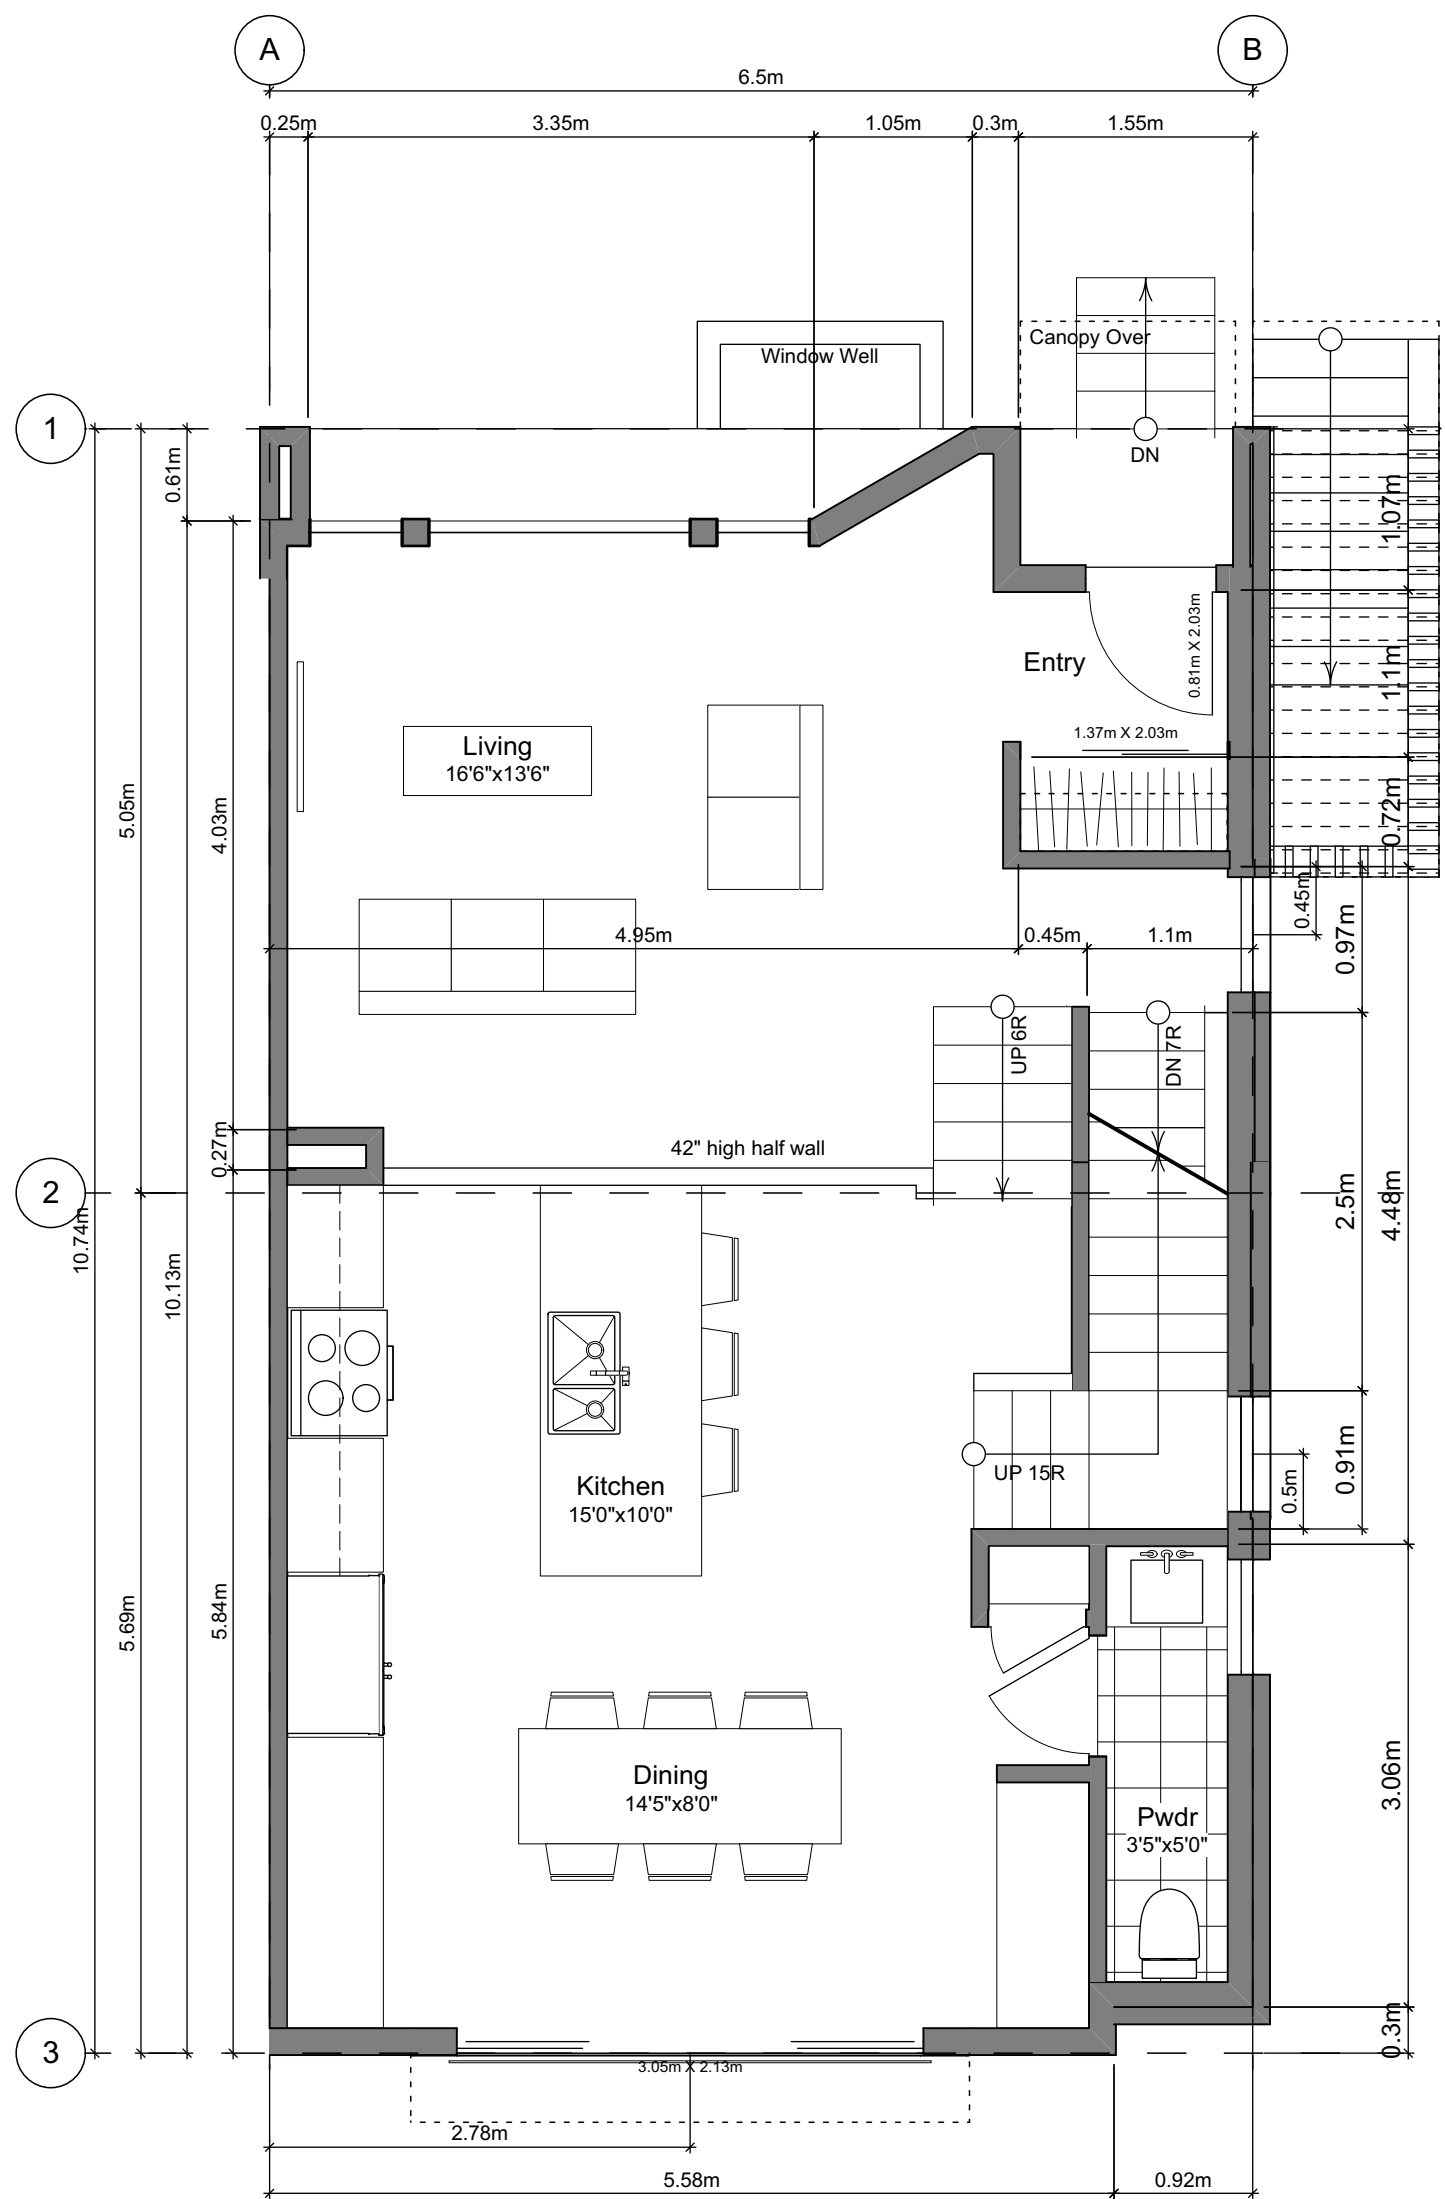 A
B
6.5m
0.25m
3.35m
1.05m
0.3m
1.55m
Canopy Over
Window Well
1
DN
0.61m
1.07m
0.81m X 2.03m
Entry
1.1m
1.37m X 2.03m
Living
16'6"x13'6"
5.05m
4.03m
0.72m
0.45m
4.95m
0.45m
1.1m
0.97m
UP 6R
DN 7R
42" high half wall
0.27m
2
10.74m
10.13m
2.5m
4.48m
Kitchen
15'0"x10'0"
UP 15R
0.5m
0.91m
5.69m
5.84m
Dining
14'5"x8'0"
Pwdr
3'5"x5'0"
3.06m
3
0.3m
3.05m X 2.13m
2.78m
5.58m
0.92m